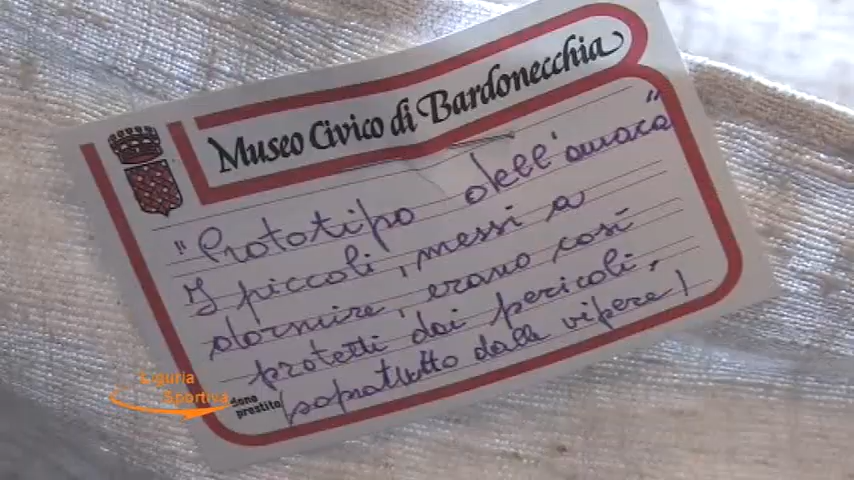 Museo Civico di Bardonecchia
"Prototipo dell'amaca"
I piccoli, messi a
dormire, erano così
protetti dai pericoli,
soprattutto dalle vipere!
dono
prestito
Liguria
Sportiva